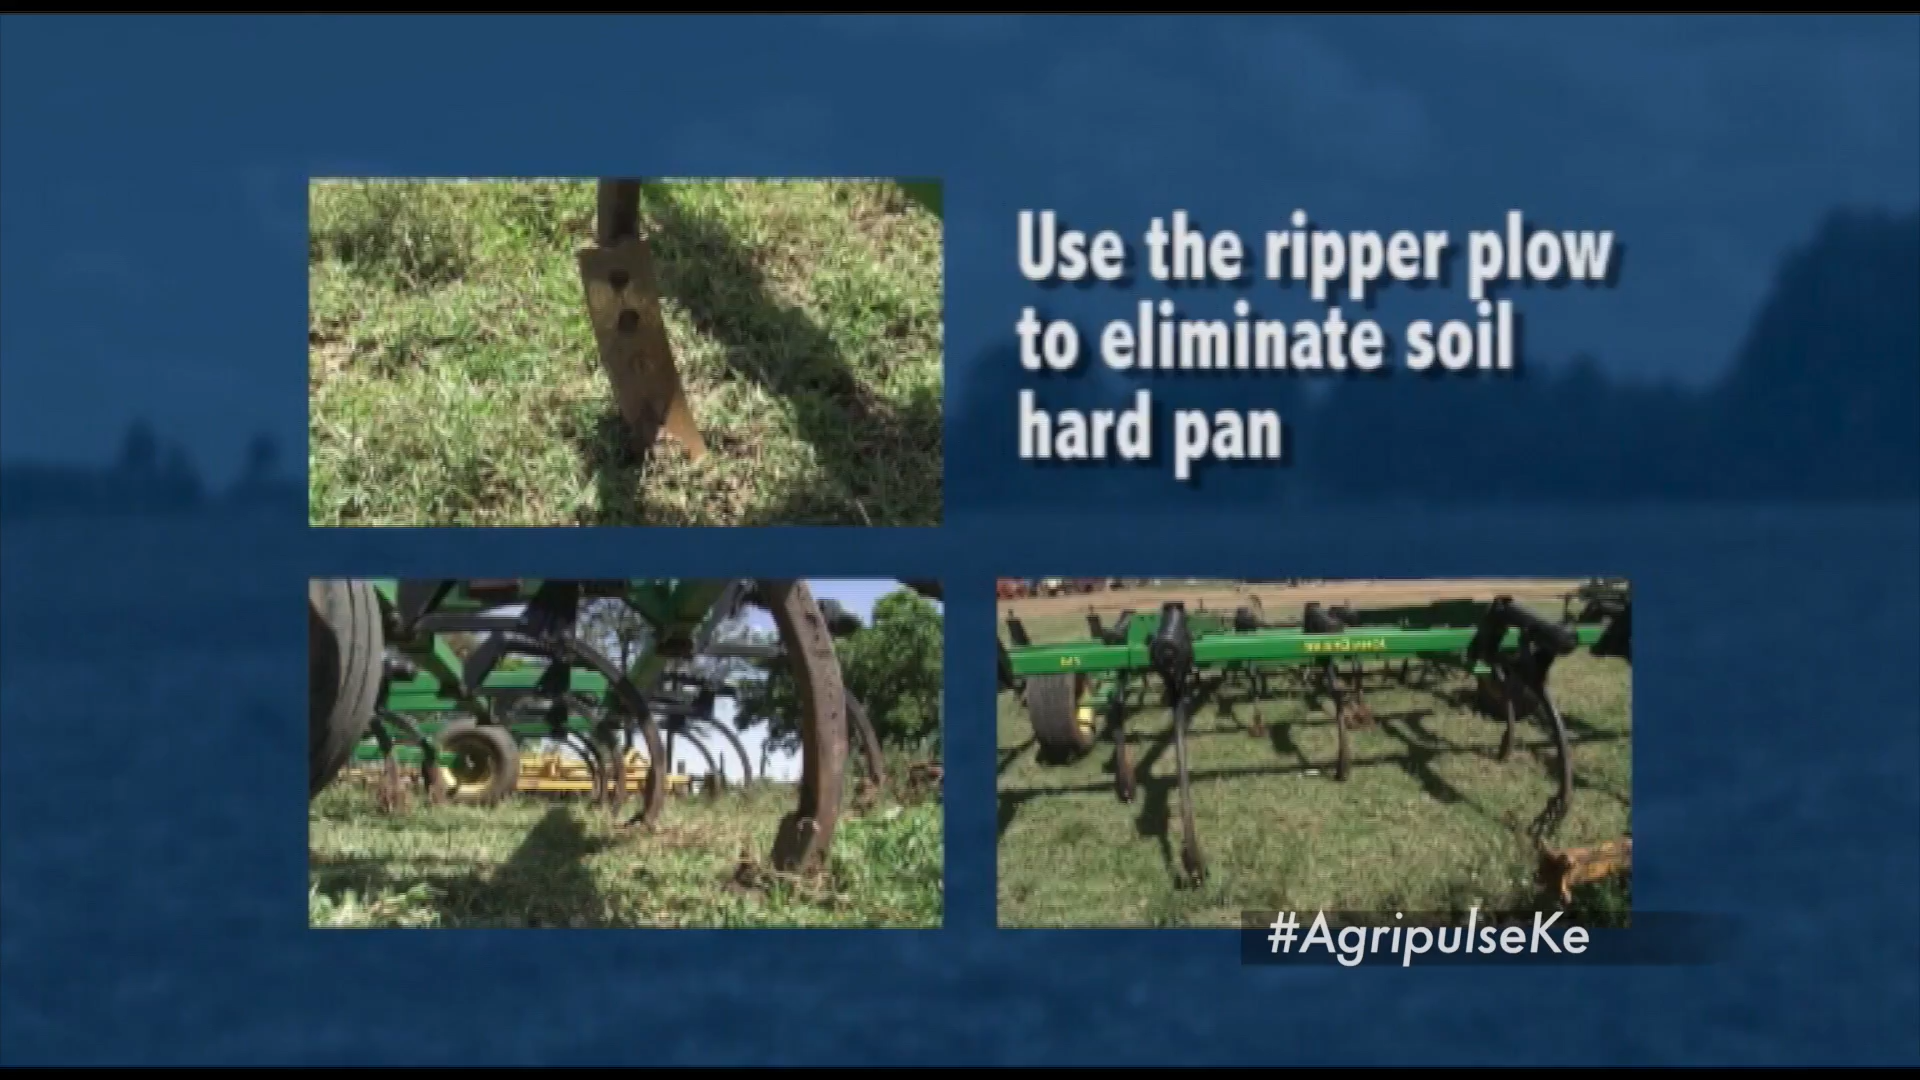 Use the ripper plow
to eliminate soil
hard pan
#AgripulseKe